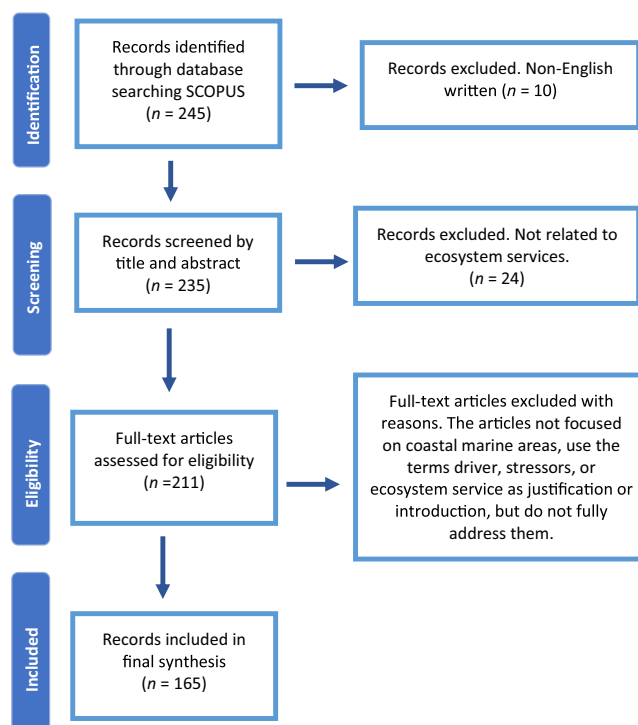 Identification
Records identified
through database
searching SCOPUS
(n = 245)
Records excluded. Non-English
written (n = 10)
Screening
Records screened by
title and abstract
(n = 235)
Records excluded. Not related to
ecosystem services.
(n = 24)
Eligibility
Full-text articles
assessed for eligibility
(n =211)
Full-text articles excluded with
reasons. The articles not focused
on coastal marine areas, use the
terms driver, stressors, or
ecosystem service as justification or
introduction, but do not fully
address them.
Included
Records included in
final synthesis
(n = 165)